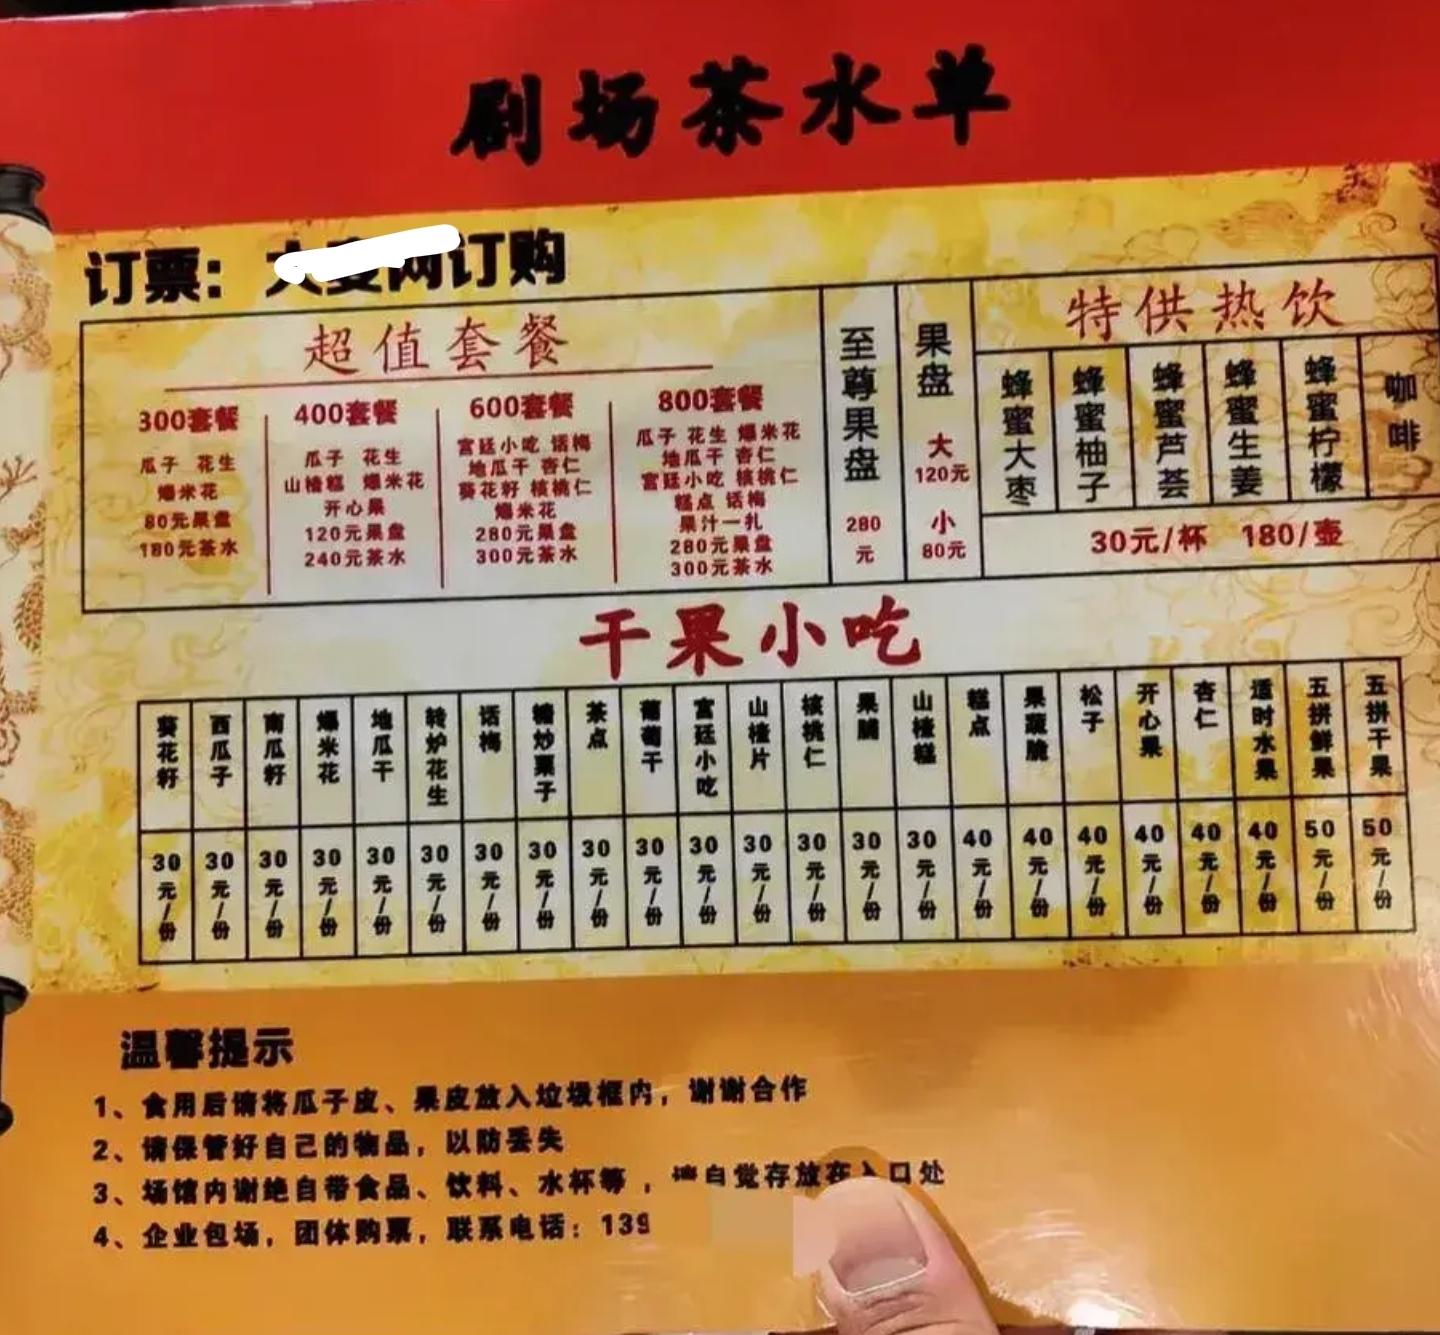 剧场茶水单
订票：大麦网订购
超值套餐
300套餐
瓜子 花生
爆米花
80元果盘
180元茶水
400套餐
瓜子 花生
山楂糕 爆米花
开心果
120元果盘
240元茶水
600套餐
宫廷小吃 话梅
地瓜干 杏仁
葵花籽 核桃仁
爆米花
280元果盘
300元茶水
800套餐
瓜子 花生 爆米花
地瓜干 杏仁
宫廷小吃 核桃仁
糕点 话梅
果汁一扎
280元果盘
300元茶水
至尊果盘
280
元
果盘
大
120元
小
80元
特供热饮
蜂蜜大枣
蜂蜜柚子
蜂蜜芦荟
蜂蜜生姜
蜂蜜柠檬
咖啡
30元/杯 180/壶
干果小吃
葵花籽 30元/份
西瓜子 30元/份
南瓜籽 30元/份
爆米花 30元/份
地瓜干 30元/份
转炉花生 30元/份
话梅 30元/份
糖炒栗子 30元/份
茶点 30元/份
葡萄干 30元/份
宫廷小吃 30元/份
山楂片 30元/份
核桃仁 30元/份
果脯 30元/份
山楂糕 30元/份
糕点 40元/份
果蔬脆 40元/份
松子 40元/份
开心果 40元/份
杏仁 40元/份
适时水果 40元/份
五拼鲜果 50元/份
五拼干果 50元/份
温馨提示
1、食用后请将瓜子皮、果皮放入垃圾框内，谢谢合作
2、请保管好自己的物品，以防丢失
3、场馆内谢绝自带食品、饮料、水杯等，请自觉存放在入口处
4、企业包场，团体购票，联系电话：139